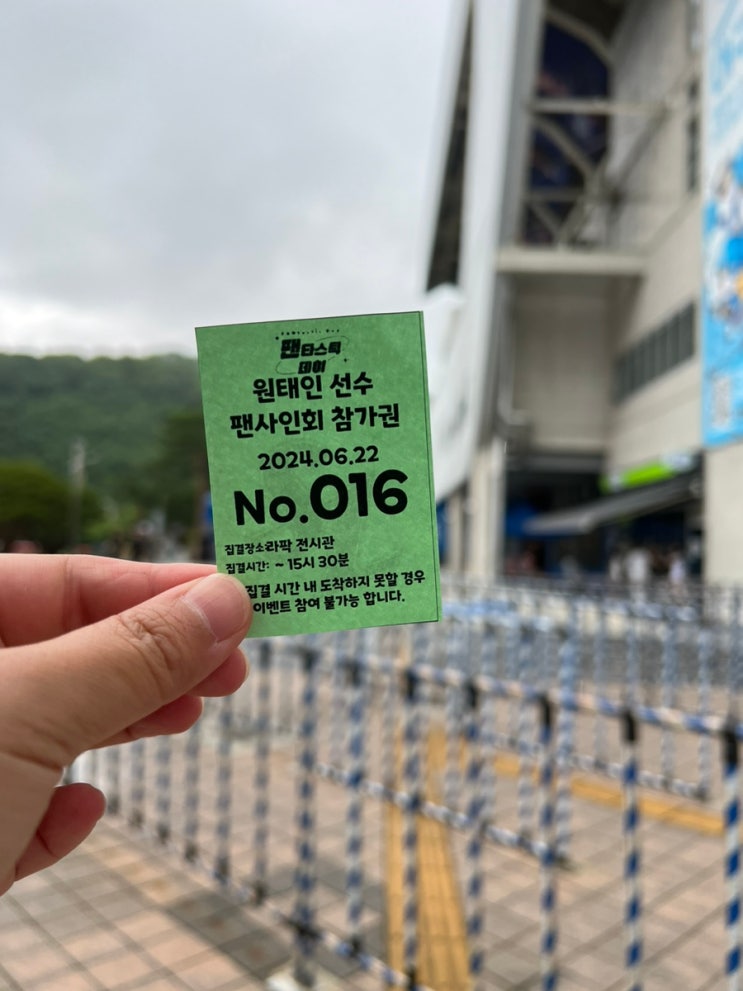 팬타스틱
데이
원태인 선수
팬사인회 참가권
2024.06.22
No.016
집결장소라팍 전시관
집결시간: ~ 15시 30분
집결 시간 내 도착하지 못할 경우
이벤트 참여 불가능 합니다.